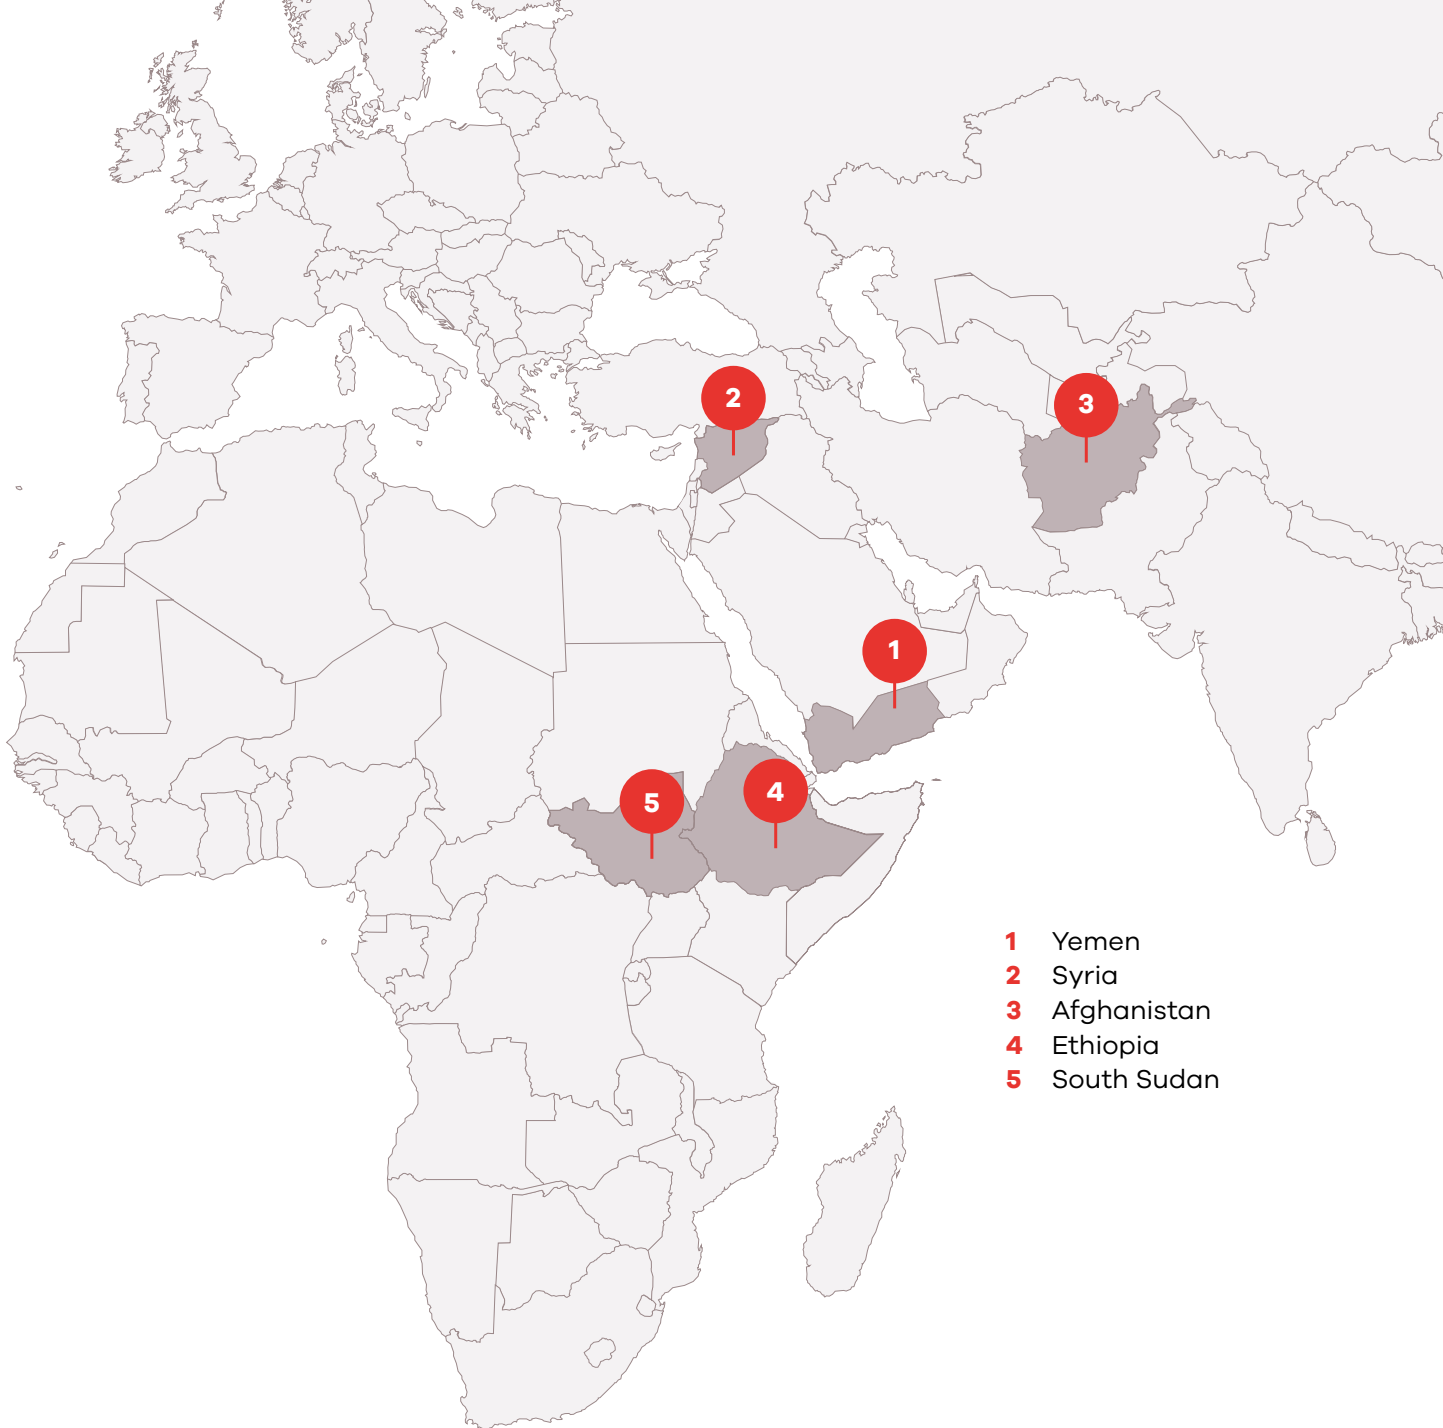 2
3
1
4
5
1 Yemen
2 Syria
3 Afghanistan
4 Ethiopia
5 South Sudan